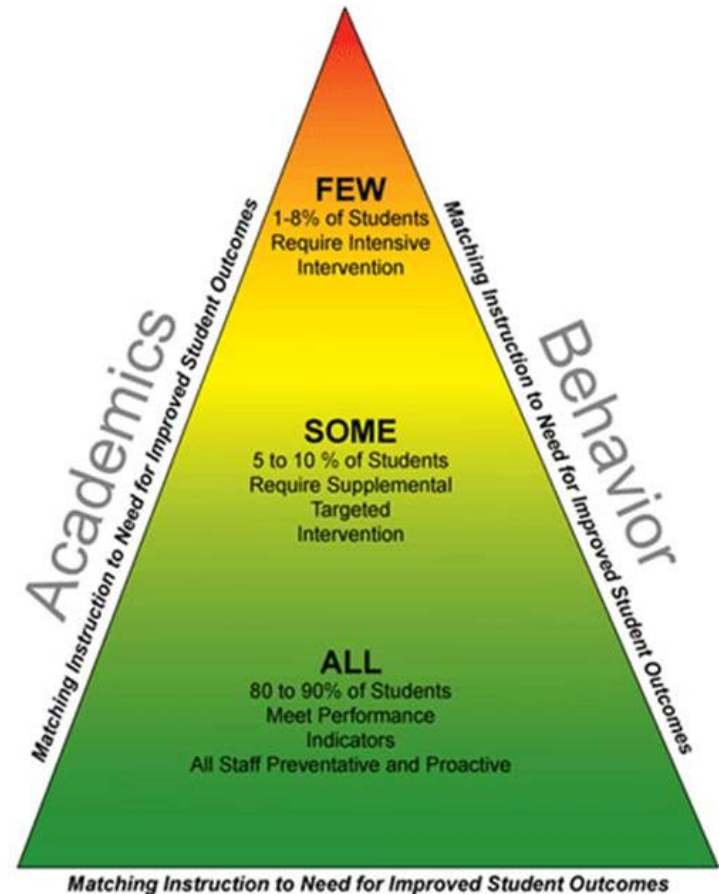 FEW
1-8% of Students
Require Intensive
Intervention
SOME
5 to 10 % of Students
Require Supplemental
Targeted
Intervention
ALL
80 to 90% of Students
Meet Performance
Indicators
All Staff Preventative and Proactive
Academics
Matching Instruction to Need for Improved Student Outcomes
Matching Instruction to Need for Improved Student Outcomes
Behavior
Matching Instruction to Need for Improved Student Outcomes